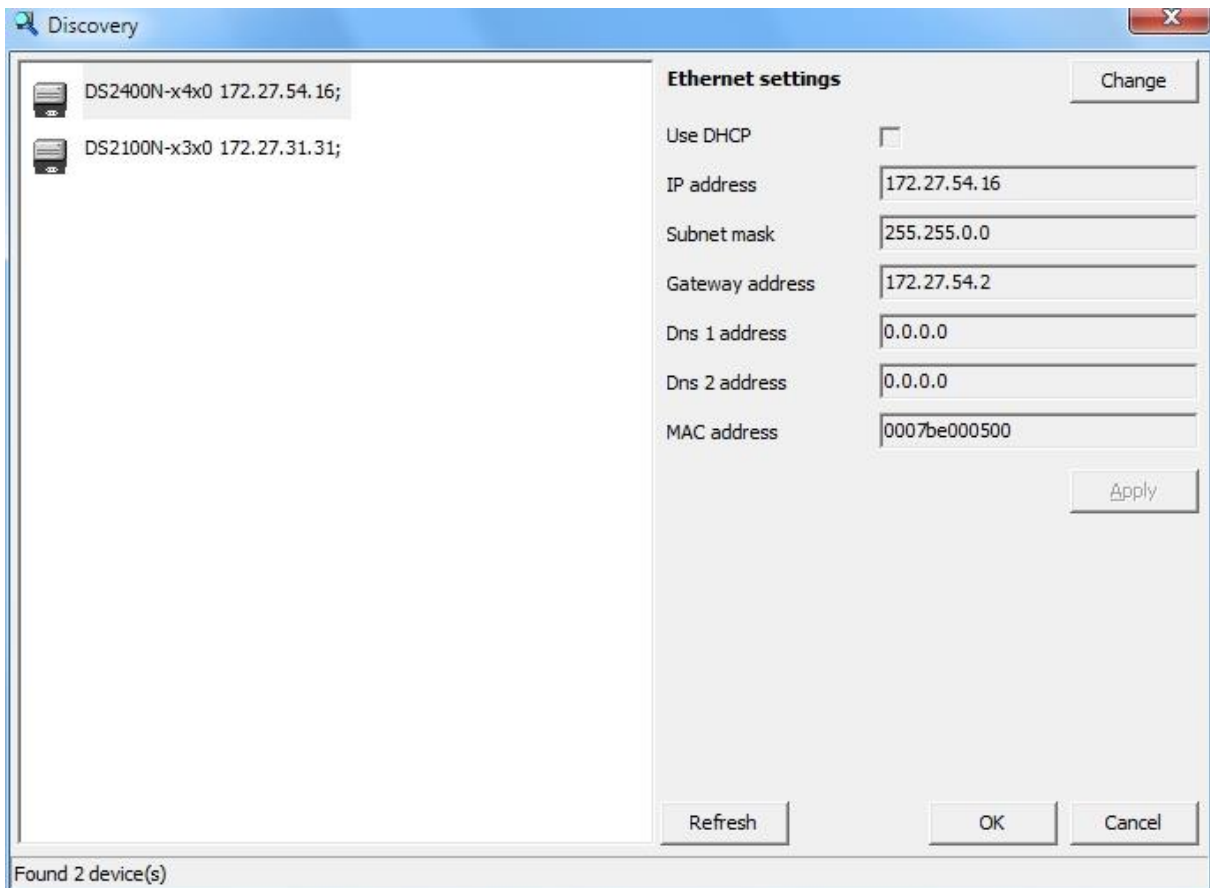 Discovery
DS2400N-x4x0 172.27.54.16;
DS2100N-x3x0 172.27.31.31;
Ethernet settings
Change
Use DHCP
IP address 172.27.54.16
Subnet mask 255.255.0.0
Gateway address 172.27.54.2
Dns 1 address 0.0.0.0
Dns 2 address 0.0.0.0
MAC address 0007be000500
Apply
Refresh OK Cancel
Found 2 device(s)